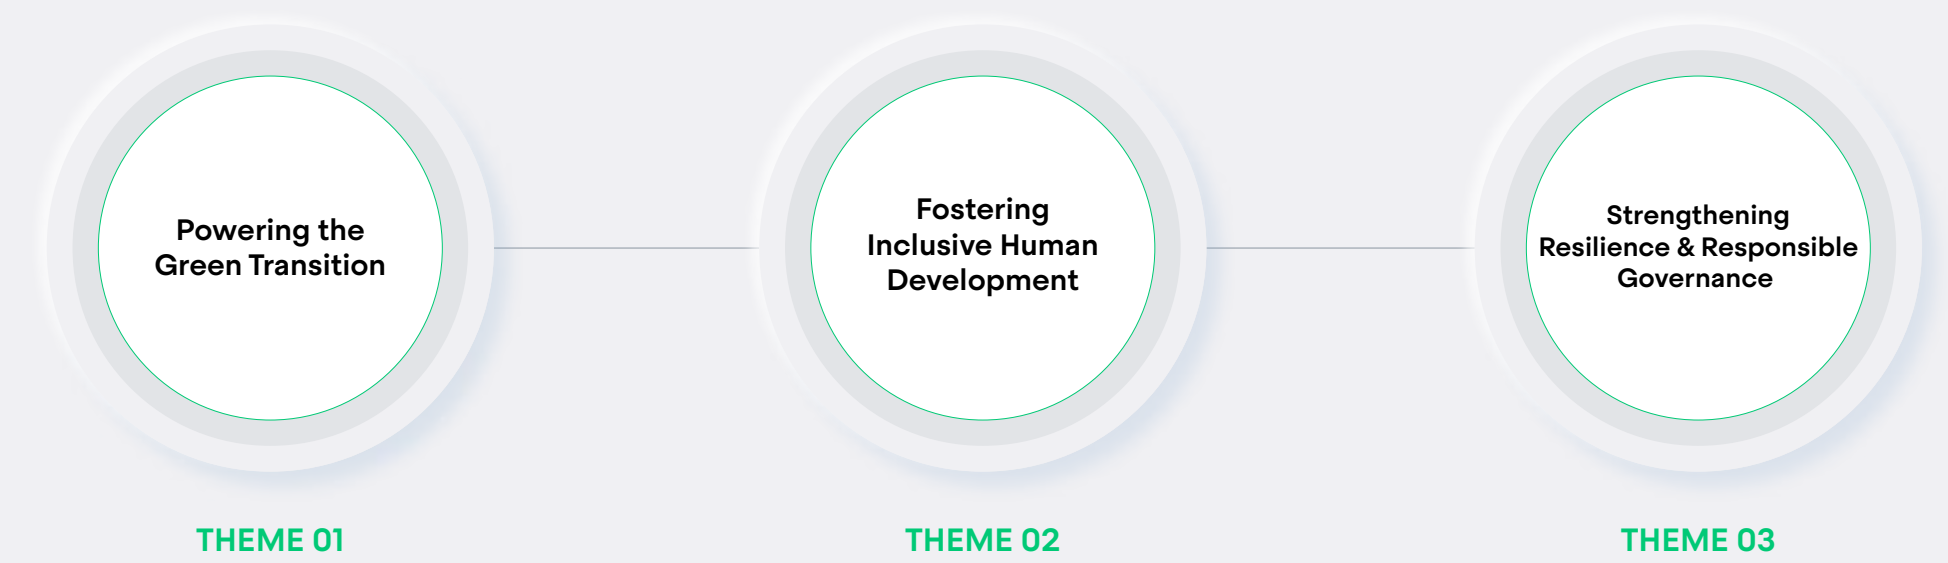 Powering the
Green Transition
THEME 01
Fostering
Inclusive Human
Development
THEME 02
Strengthening
Resilience & Responsible
Governance
THEME 03